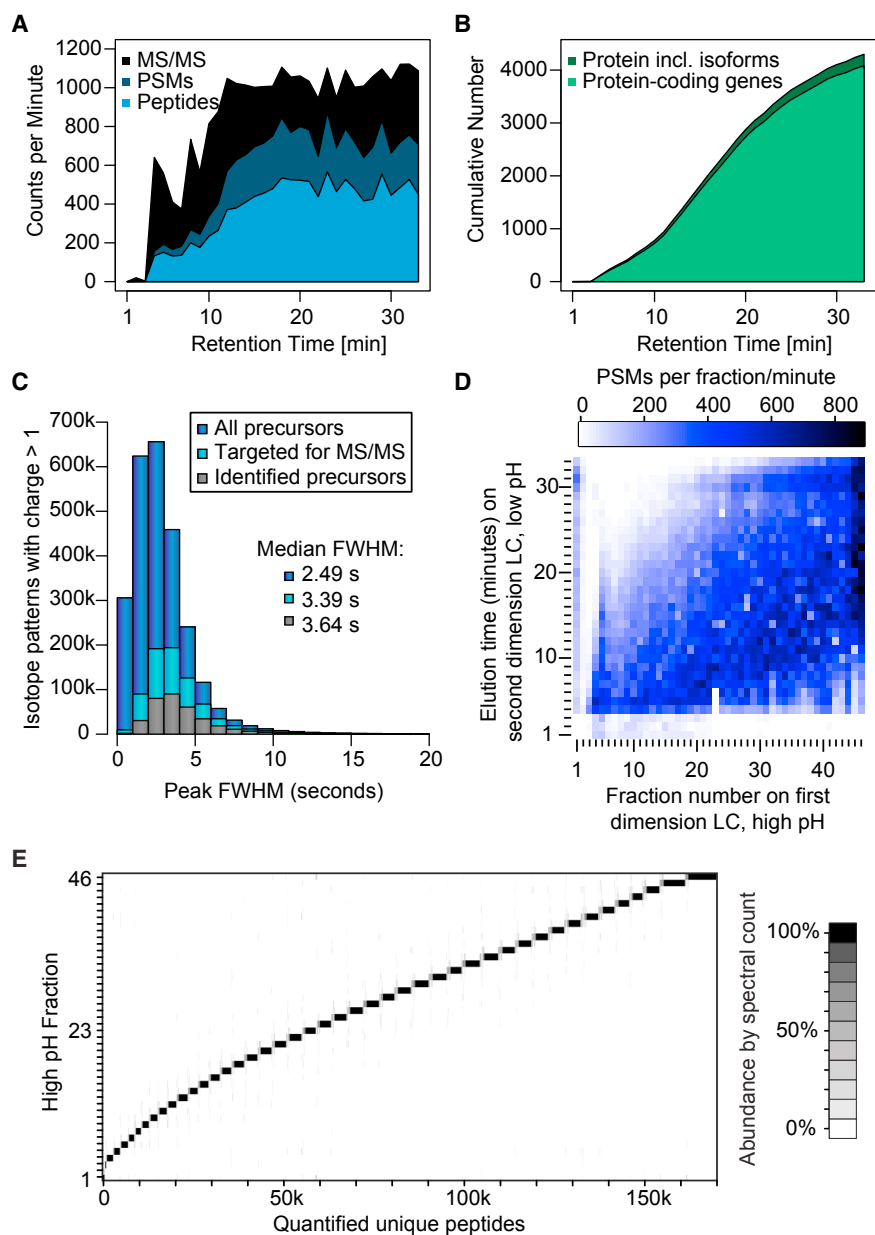 A
1200
1000
800
600
400
200
0
Counts per Minute
MS/MS
PSMs
Peptides
1
10
20
30
Retention Time [min]
B
4000
3000
2000
1000
0
Cumulative Number
Protein incl. isoforms
Protein-coding genes
1
10
20
30
Retention Time [min]
C
700k
600k
500k
400k
300k
200k
100k
0
Isotope patterns with charge > 1
All precursors
Targeted for MS/MS
Identified precursors
Median FWHM:
2.49 s
3.39 s
3.64 s
0
5
10
15
20
Peak FWHM (seconds)
D
PSMs per fraction/minute
0
200
400
600
800
30
20
10
1
Elution time (minutes) on
second dimension LC, low pH
1
10
20
30
40
Fraction number on first
dimension LC, high pH
E
46
23
1
High pH Fraction
0
50k
100k
150k
Quantified unique peptides
Abundance by spectral count
100%
50%
0%